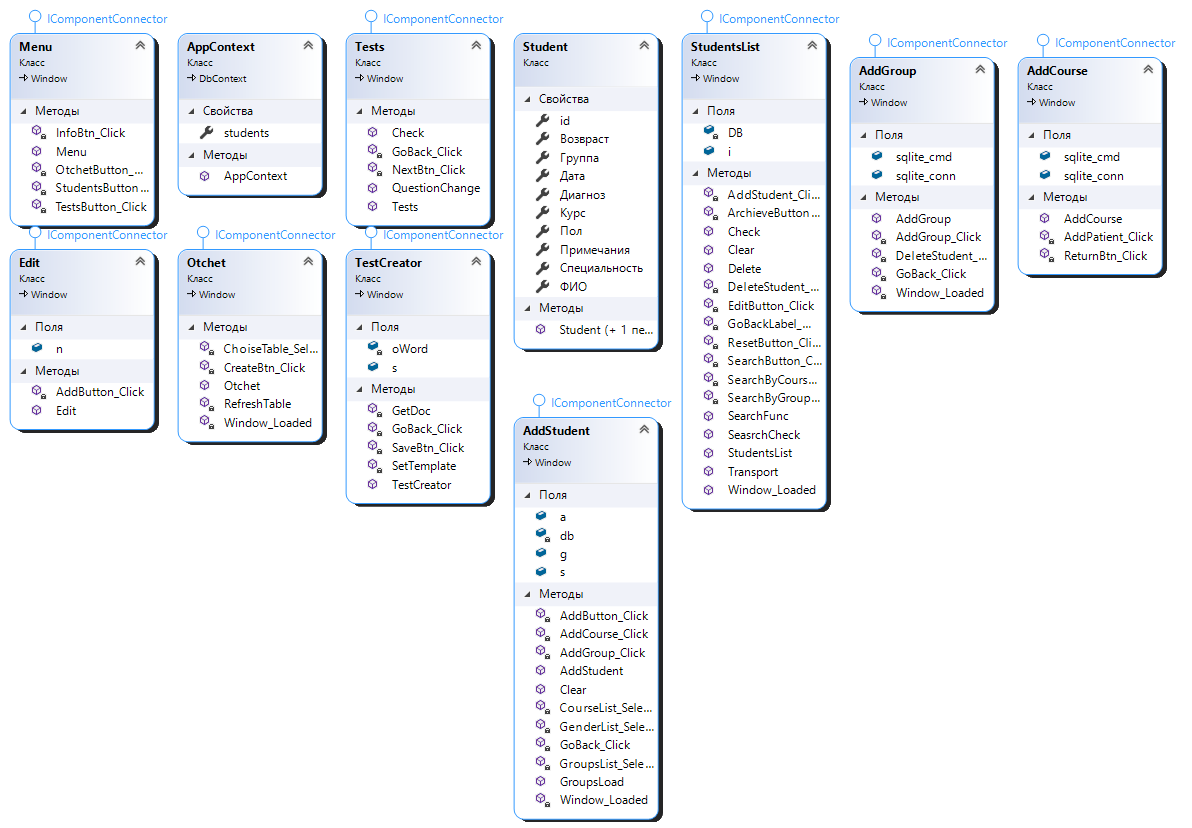 IComponentConnector
Menu
Класс
Window
Методы
InfoBtn_Click
Menu
OtchetButton_...
StudentsButton...
TestsButton_Click
AppContext
Класс
DbContext
Свойства
students
Методы
AppContext
IComponentConnector
Tests
Класс
Window
Методы
Check
GoBack_Click
NextBtn_Click
QuestionChange
Tests
Student
Класс
Свойства
id
Возвраст
Группа
Дата
Диагноз
Курс
Пол
Примечания
Специальность
ФИО
Методы
Student (+ 1 пе...
IComponentConnector
StudentsList
Класс
Window
Поля
DB
i
Методы
AddStudent_Cli...
ArchieveButton...
Check
Clear
Delete
DeleteStudent_...
EditButton_Click
GoBackLabel_...
ResetButton_Cli...
SearchButton_C...
SearchByCours...
SearchByGroup...
SearchFunc
SeasrchCheck
StudentsList
Transport
Window_Loaded
IComponentConnector
AddGroup
Класс
Window
Поля
sqlite_cmd
sqlite_conn
Методы
AddGroup
AddGroup_Click
DeleteStudent_...
GoBack_Click
Window_Loaded
IComponentConnector
AddCourse
Класс
Window
Поля
sqlite_cmd
sqlite_conn
Методы
AddCourse
AddPatient_Click
ReturnBtn_Click
IComponentConnector
Edit
Класс
Window
Поля
n
Методы
AddButton_Click
Edit
IComponentConnector
Otchet
Класс
Window
Методы
ChoiseTable_Sel...
CreateBtn_Click
Otchet
RefreshTable
Window_Loaded
IComponentConnector
TestCreator
Класс
Window
Поля
oWord
s
Методы
GetDoc
GoBack_Click
SaveBtn_Click
SetTemplate
TestCreator
IComponentConnector
AddStudent
Класс
Window
Поля
a
db
g
s
Методы
AddButton_Click
AddCourse_Click
AddGroup_Click
AddStudent
Clear
CourseList_Sele...
GenderList_Sele...
GoBack_Click
GroupsList_Sele...
GroupsLoad
Window_Loaded